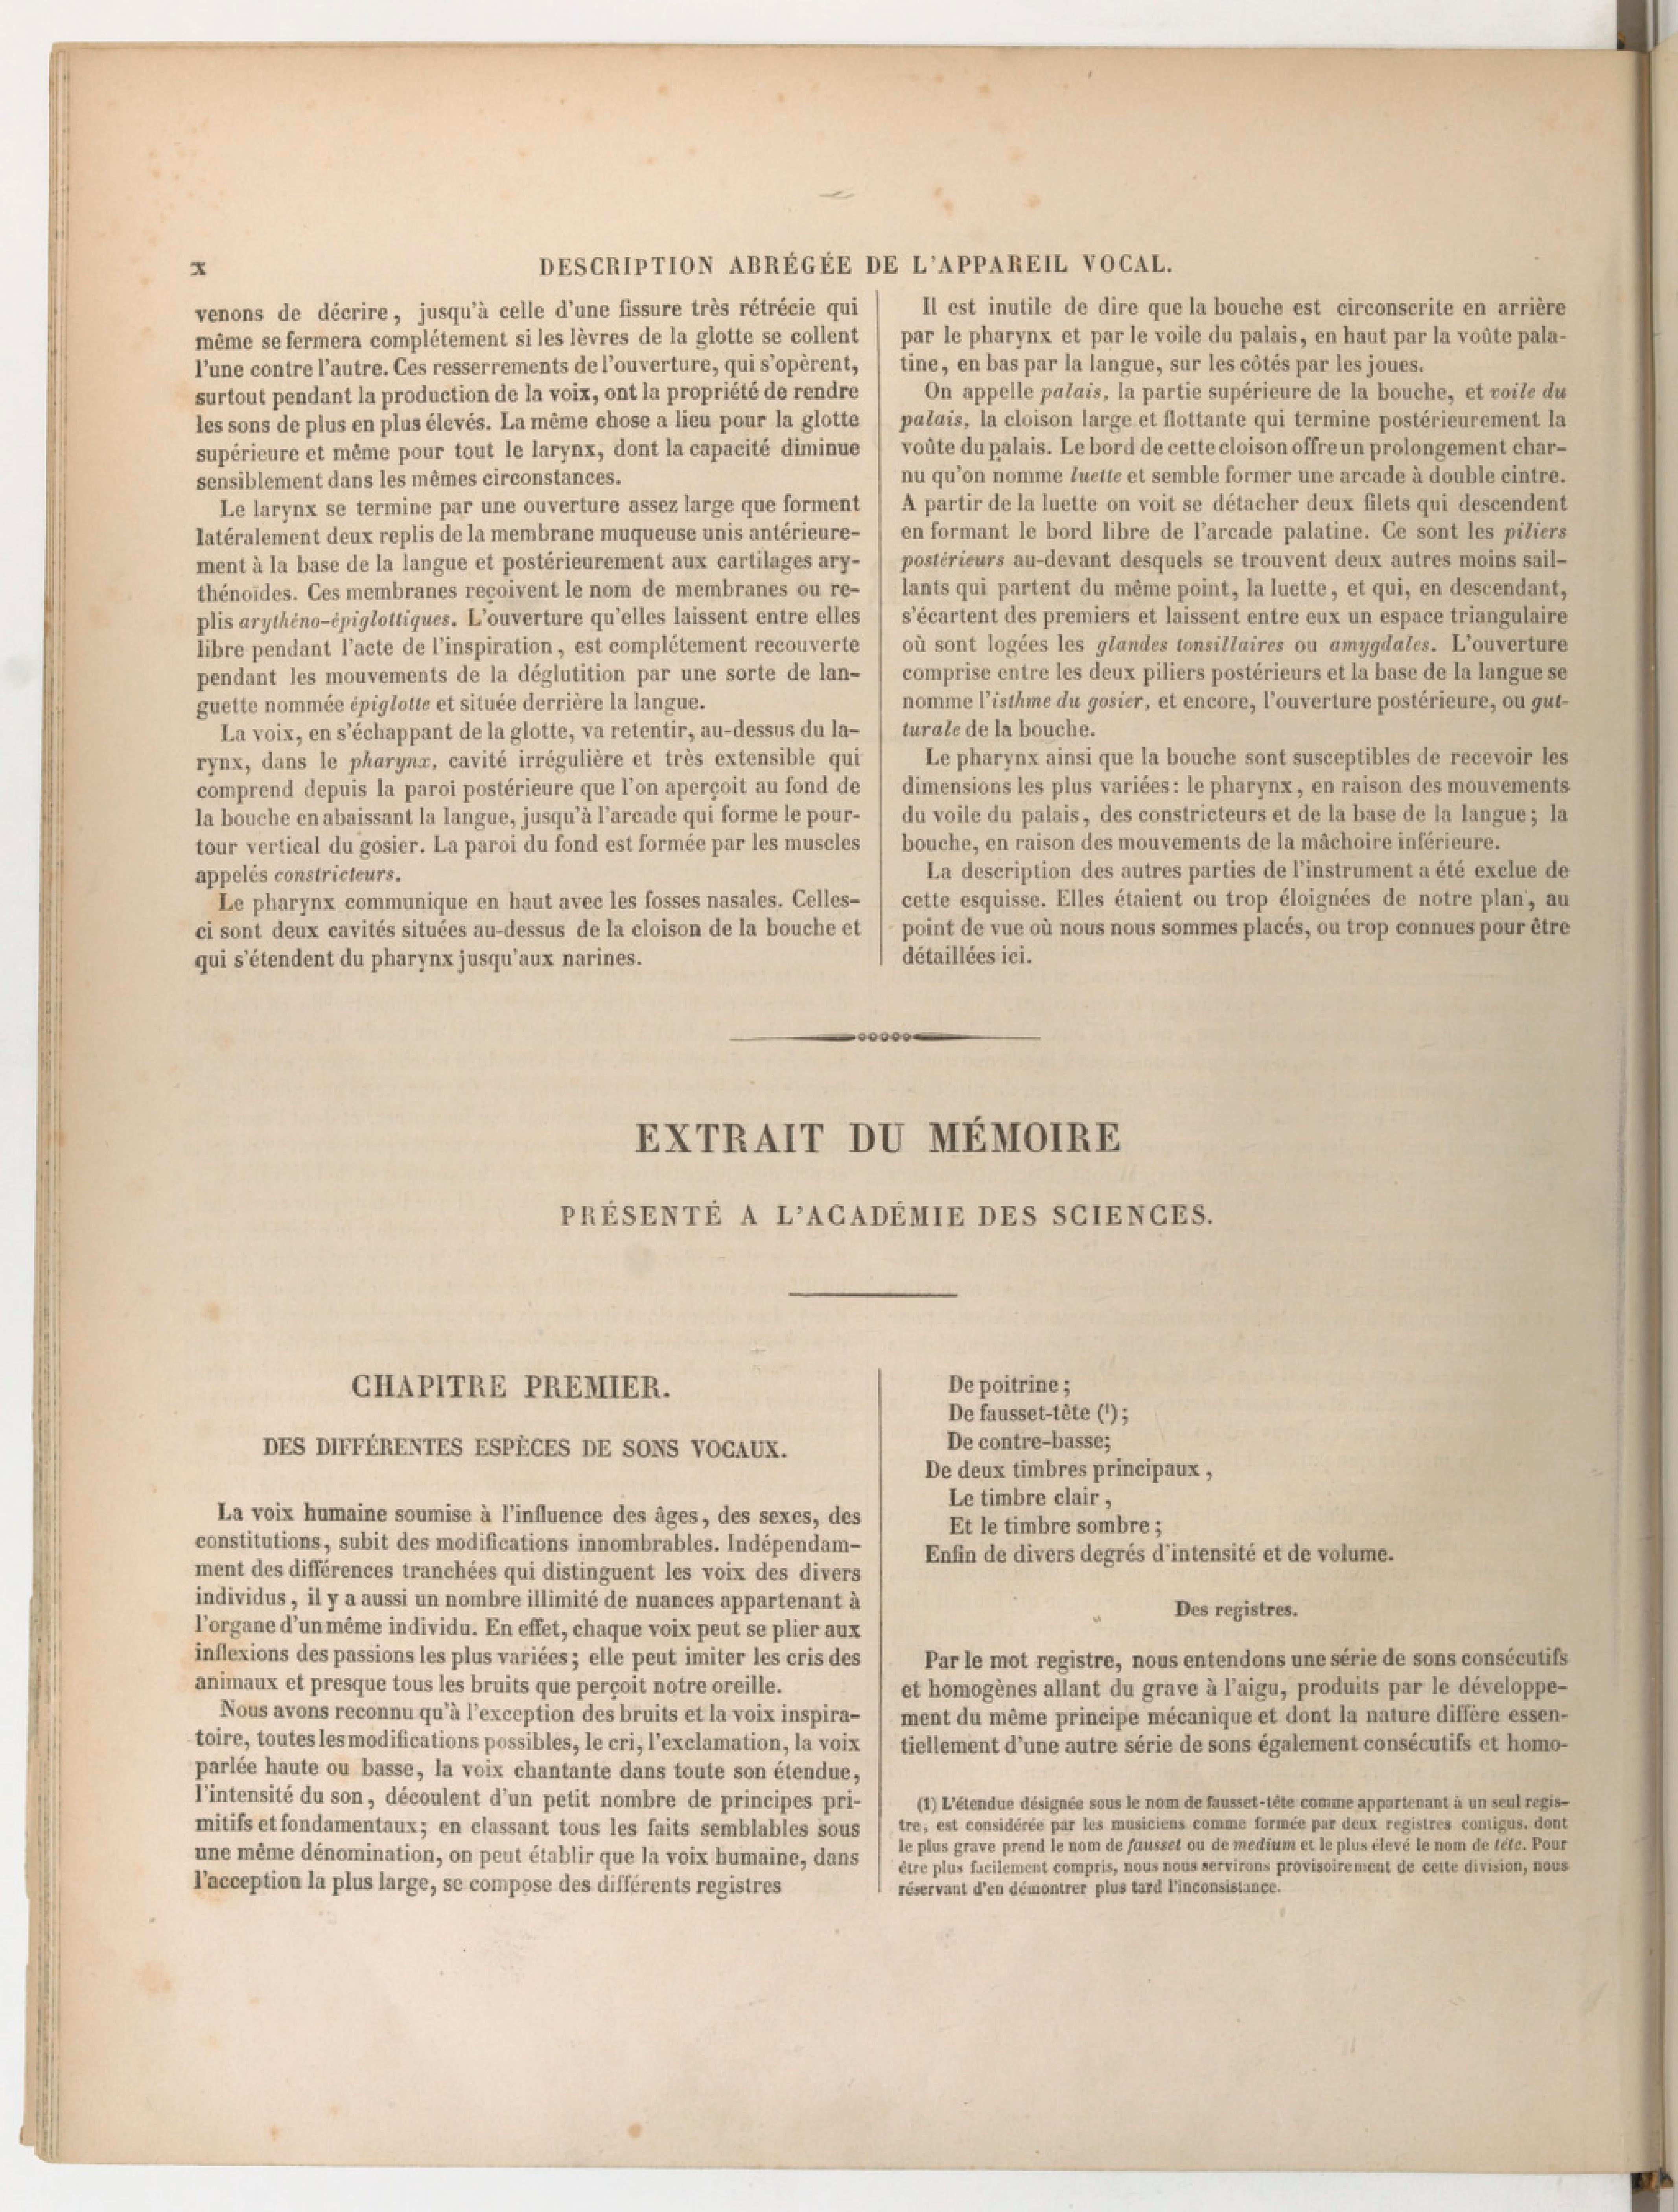 x
DESCRIPTION ABRÉGÉE DE L'APPAREIL VOCAL.
venons de décrire, jusqu'à celle d'une fissure très rétrécie qui
même se fermera complétement si les lèvres de la glotte se collent
l'une contre l'autre. Ces resserrements de l'ouverture, qui s'opèrent,
surtout pendant la production de la voix, ont la propriété de rendre
les sons de plus en plus élevés. La même chose a lieu pour la glotte
supérieure et même pour tout le larynx, dont la capacité diminue
sensiblement dans les mêmes circonstances.
Le larynx se termine par une ouverture assez large que forment
latéralement deux replis de la membrane muqueuse unis antérieure-
ment à la base de la langue et postérieurement aux cartilages ary-
thénoïdes. Ces membranes reçoivent le nom de membranes ou re-
plis arythéno-épiglottiques. L'ouverture qu'elles laissent entre elles
libre pendant l'acte de l'inspiration, est complétement recouverte
pendant les mouvements de la déglutition par une sorte de lan-
guette nommée épiglotte et située derrière la langue.
La voix, en s'échappant de la glotte, va retentir, au-dessus du la-
rynx, dans le pharynx, cavité irrégulière et très extensible qui
comprend depuis la paroi postérieure que l'on aperçoit au fond de
la bouche en abaissant la langue, jusqu'à l'arcade qui forme le pour-
tour vertical du gosier. La paroi du fond est formée par les muscles
appelés constricteurs.
Le pharynx communique en haut avec les fosses nasales. Celles-
ci sont deux cavités situées au-dessus de la cloison de la bouche et
qui s'étendent du pharynx jusqu'aux narines.
Il est inutile de dire que la bouche est circonscrite en arrière
par le pharynx et par le voile du palais, en haut par la voûte pala-
tine, en bas par la langue, sur les côtés par les joues.
On appelle palais, la partie supérieure de la bouche, et voile du
palais, la cloison large et flottante qui termine postérieurement la
voûte du palais. Le bord de cette cloison offre un prolongement char-
nu qu'on nomme luette et semble former une arcade à double cintre.
A partir de la luette on voit se détacher deux filets qui descendent
en formant le bord libre de l'arcade palatine. Ce sont les piliers
postérieurs au-devant desquels se trouvent deux autres moins sail-
lants qui partent du même point, la luette, et qui, en descendant,
s'écartent des premiers et laissent entre eux un espace triangulaire
où sont logées les glandes tonsillaires ou amygdales. L'ouverture
comprise entre les deux piliers postérieurs et la base de la langue se
nomme l'isthme du gosier, et encore, l'ouverture postérieure, ou gut-
turale de la bouche.
Le pharynx ainsi que la bouche sont susceptibles de recevoir les
dimensions les plus variées: le pharynx, en raison des mouvements
du voile du palais, des constricteurs et de la base de la langue; la
bouche, en raison des mouvements de la mâchoire inférieure.
La description des autres parties de l'instrument a été exclue de
cette esquisse. Elles étaient ou trop éloignées de notre plan, au
point de vue où nous nous sommes placés, ou trop connues pour être
détaillées ici.
EXTRAIT DU MÉMOIRE
PRÉSENTÉ A L'ACADÉMIE DES SCIENCES.
CHAPITRE PREMIER.
DES DIFFÉRENTES ESPÈCES DE SONS VOCAUX.
La voix humaine soumise à l'influence des âges, des sexes, des
constitutions, subit des modifications innombrables. Indépendam-
ment des différences tranchées qui distinguent les voix des divers
individus, il y a aussi un nombre illimité de nuances appartenant à
l'organe d'un même individu. En effet, chaque voix peut se plier aux
inflexions des passions les plus variées; elle peut imiter les cris des
animaux et presque tous les bruits que perçoit notre oreille.
Nous avons reconnu qu'à l'exception des bruits et la voix inspira-
toire, toutes les modifications possibles, le cri, l'exclamation, la voix
parlée haute ou basse, la voix chantante dans toute son étendue,
l'intensité du son, découlent d'un petit nombre de principes pri-
mitifs et fondamentaux; en classant tous les faits semblables sous
une même dénomination, on peut établir que la voix humaine, dans
l'acception la plus large, se compose des différents registres
De poitrine;
De fausset-tête (1);
De contre-basse;
De deux timbres principaux,
Le timbre clair,
Et le timbre sombre;
Enfin de divers degrés d'intensité et de volume.
Des registres.
Par le mot registre, nous entendons une série de sons consécutifs
et homogènes allant du grave à l'aigu, produits par le développe-
ment du même principe mécanique et dont la nature diffère essen-
tiellement d'une autre série de sons également consécutifs et homo-
(1) L'étendue désignée sous le nom de fausset-tête comme appartenant à un seul regis-
tre, est considérée par les musiciens comme formée par deux registres contigus, dont
le plus grave prend le nom de fausset ou de medium et le plus élevé le nom de tête. Pour
être plus facilement compris, nous nous servirons provisoirement de cette division, nous
réservant d'en démontrer plus tard l'inconsistance.